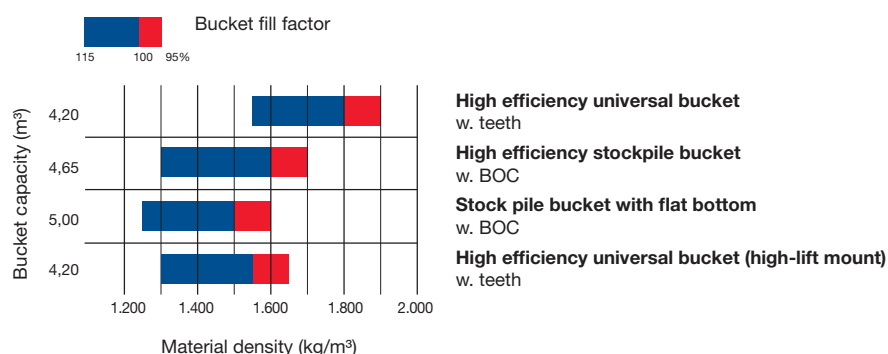 Bucket fill factor
115 100 95%
Bucket capacity (m³)
4,20
High efficiency universal bucket
w. teeth
4,65
High efficiency stockpile bucket
w. BOC
5,00
Stock pile bucket with flat bottom
w. BOC
4,20
High efficiency universal bucket (high-lift mount)
w. teeth
1.200 1.400 1.600 1.800 2.000
Material density (kg/m³)